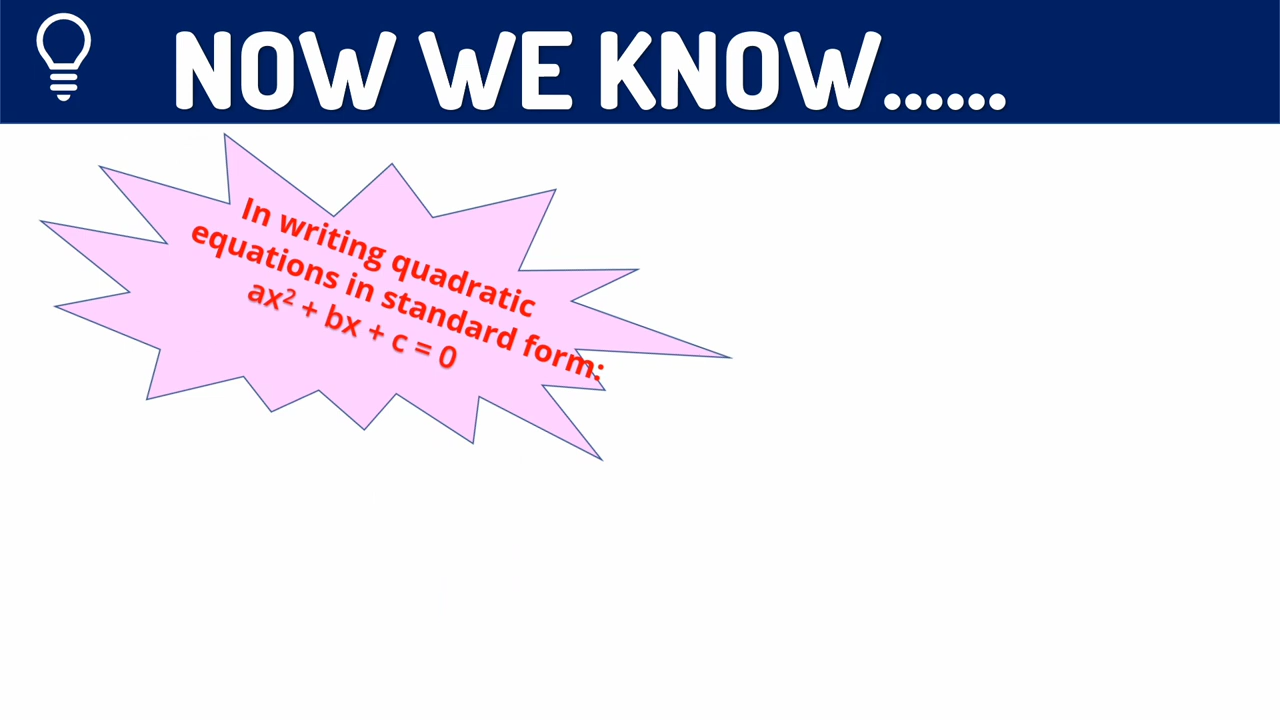 NOW WE KNOW......
In writing quadratic
equations in standard form:
ax² + bx + c = 0